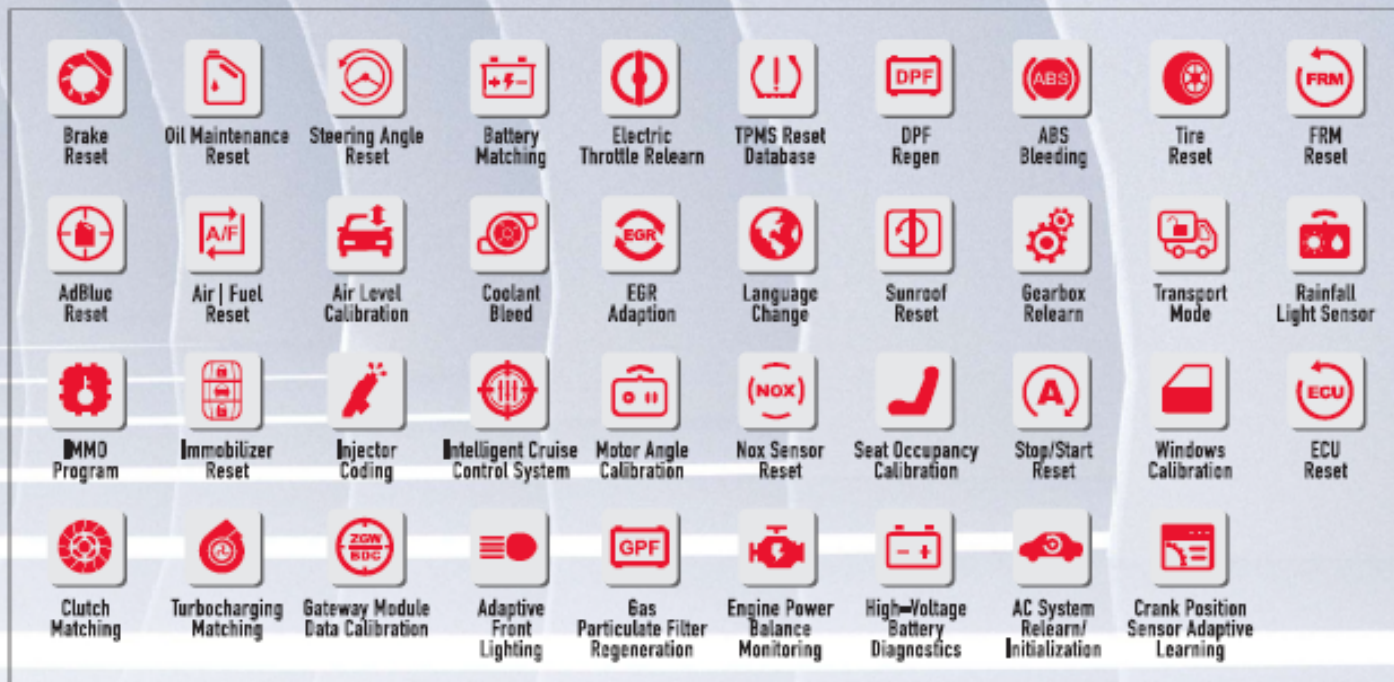 DPF
ABS
FRM
Brake
Reset
Oil Maintenance
Reset
Steering Angle
Reset
Battery
Matching
Electric
Throttle Relearn
TPMS Reset
Database
DPF
Regen
ABS
Bleeding
Tire
Reset
FRM
Reset
A/F
EGR
AdBlue
Reset
Air | Fuel
Reset
Air Level
Calibration
Coolant
Bleed
EGR
Adaption
Language
Change
Sunroof
Reset
Gearbox
Relearn
Transport
Mode
Rainfall
Light Sensor
NOX
A
ECU
IMMO
Program
Immobilizer
Reset
Injector
Coding
Intelligent Cruise
Control System
Motor Angle
Calibration
Nox Sensor
Reset
Seat Occupancy
Calibration
Stop/Start
Reset
Windows
Calibration
ECU
Reset
ZGW
BDC
GPF
Clutch
Matching
Turbocharging
Matching
Gateway Module
Data Calibration
Adaptive
Front
Lighting
Gas
Particulate Filter
Regeneration
Engine Power
Balance
Monitoring
High-Voltage
Battery
Diagnostics
AC System
Relearn/
Initialization
Crank Position
Sensor Adaptive
Learning